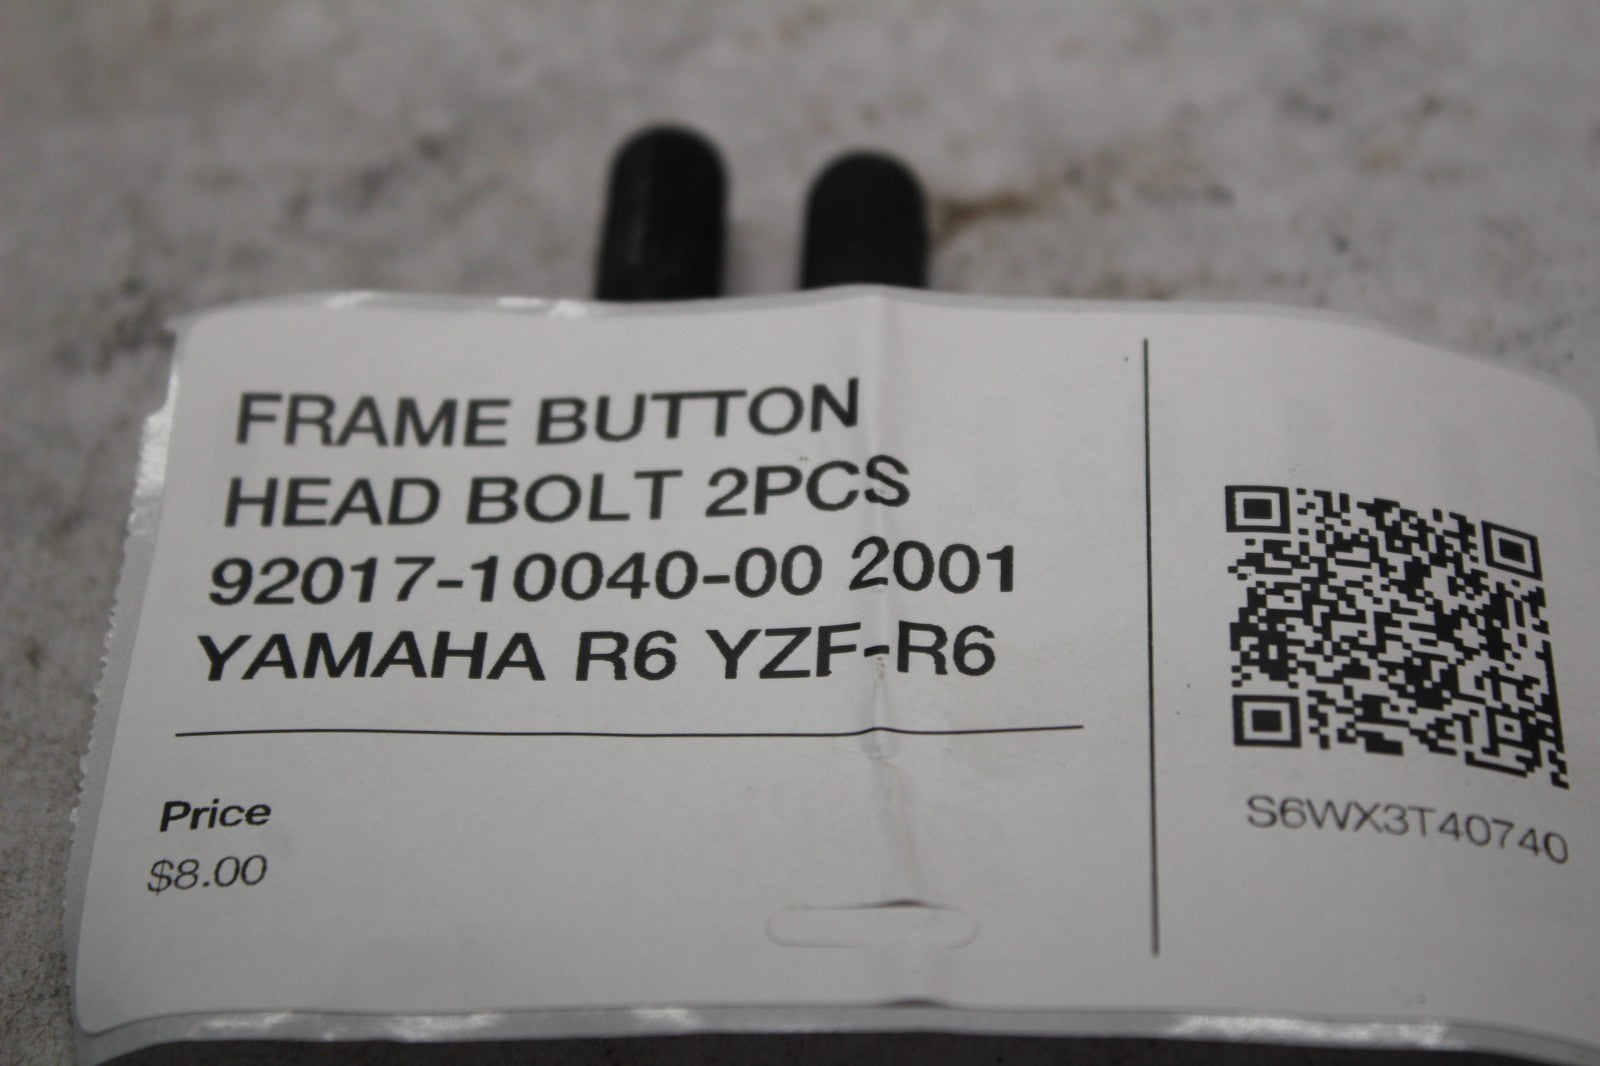 FRAME BUTTON
HEAD BOLT 2PCS
92017-10040-00 2001
YAMAHA R6 YZF-R6
Price
$8.00
S6WX3T40740